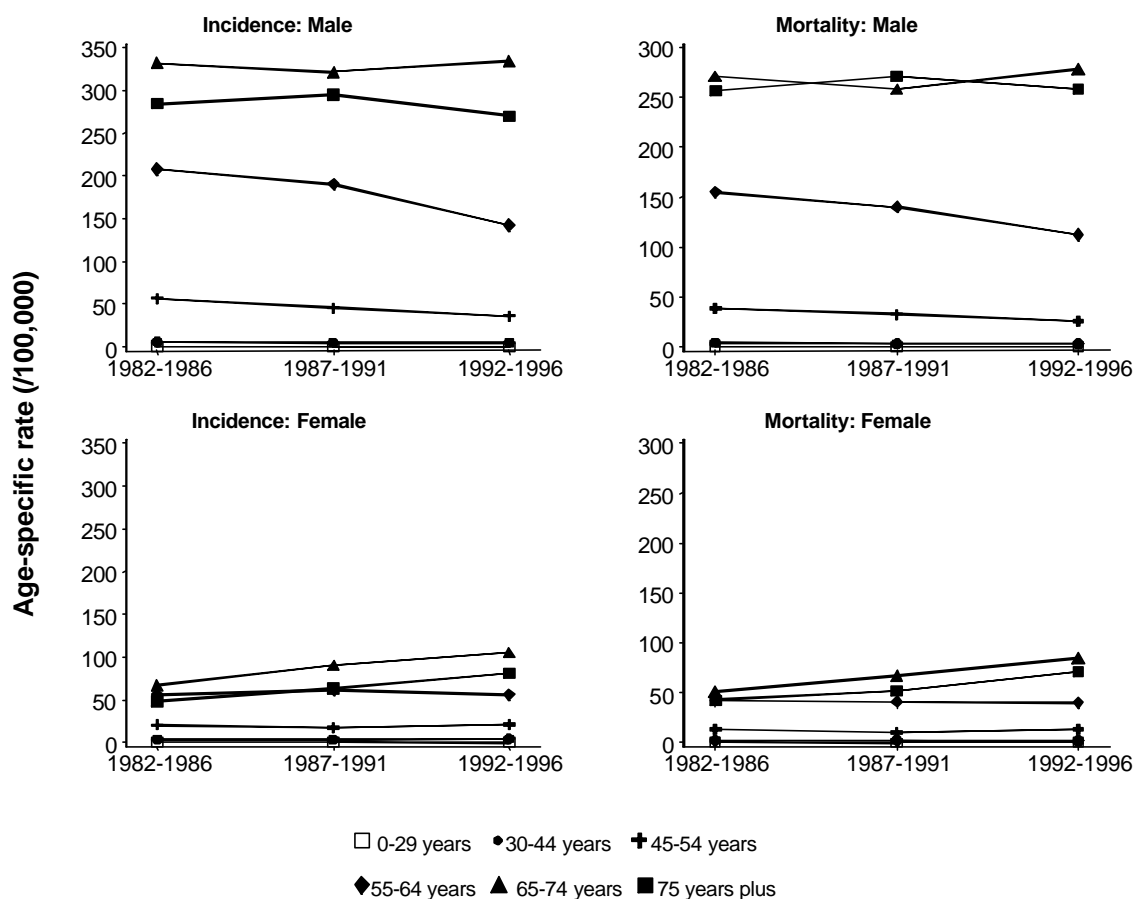 Incidence: Male
350
300
250
200
150
100
50
0
1982-1986 1987-1991 1992-1996
Mortality: Male
300
250
200
150
100
50
0
1982-1986 1987-1991 1992-1996
Age-specific rate (/100,000)
Incidence: Female
350
300
250
200
150
100
50
0
1982-1986 1987-1991 1992-1996
Mortality: Female
300
250
200
150
100
50
0
1982-1986 1987-1991 1992-1996
0-29 years 30-44 years 45-54 years
55-64 years 65-74 years 75 years plus